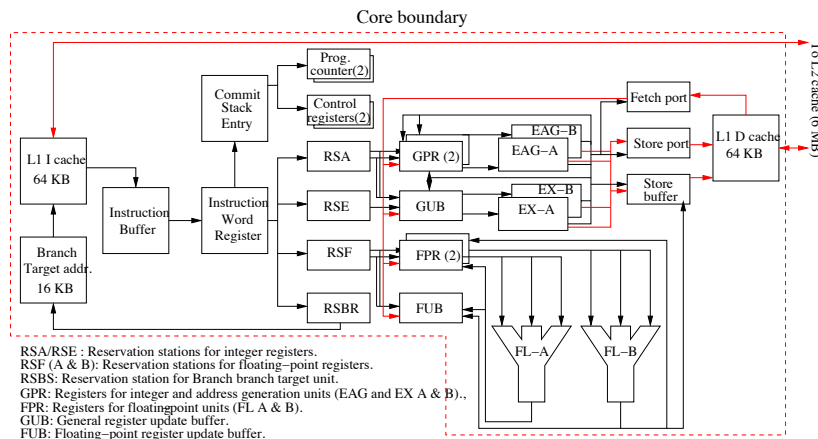 Core boundary
To L2 cache (6 MB)
Prog.
counter(2)
Commit
Stack
Entry
Control
registers(2)
Fetch port
L1 I cache
64 KB
RSA
GPR (2)
EAG−B
EAG−A
Store port
L1 D cache
64 KB
Instruction
Buffer
Instruction
Word
Register
RSE
GUB
EX−B
EX−A
Store
buffer
Branch
Target addr.
16 KB
RSF
FPR (2)
RSBR
FUB
FL−A
FL−B
RSA/RSE : Reservation stations for integer registers.
RSF (A & B): Reservation stations for floating−point registers.
RSBS: Reservation station for Branch branch target unit.
GPR: Registers for integer and address generation units (EAG and EX A & B).,
FPR: Registers for floatingpoint units (FL A & B).
GUB: General register update buffer.
FUB: Floating−point register update buffer.